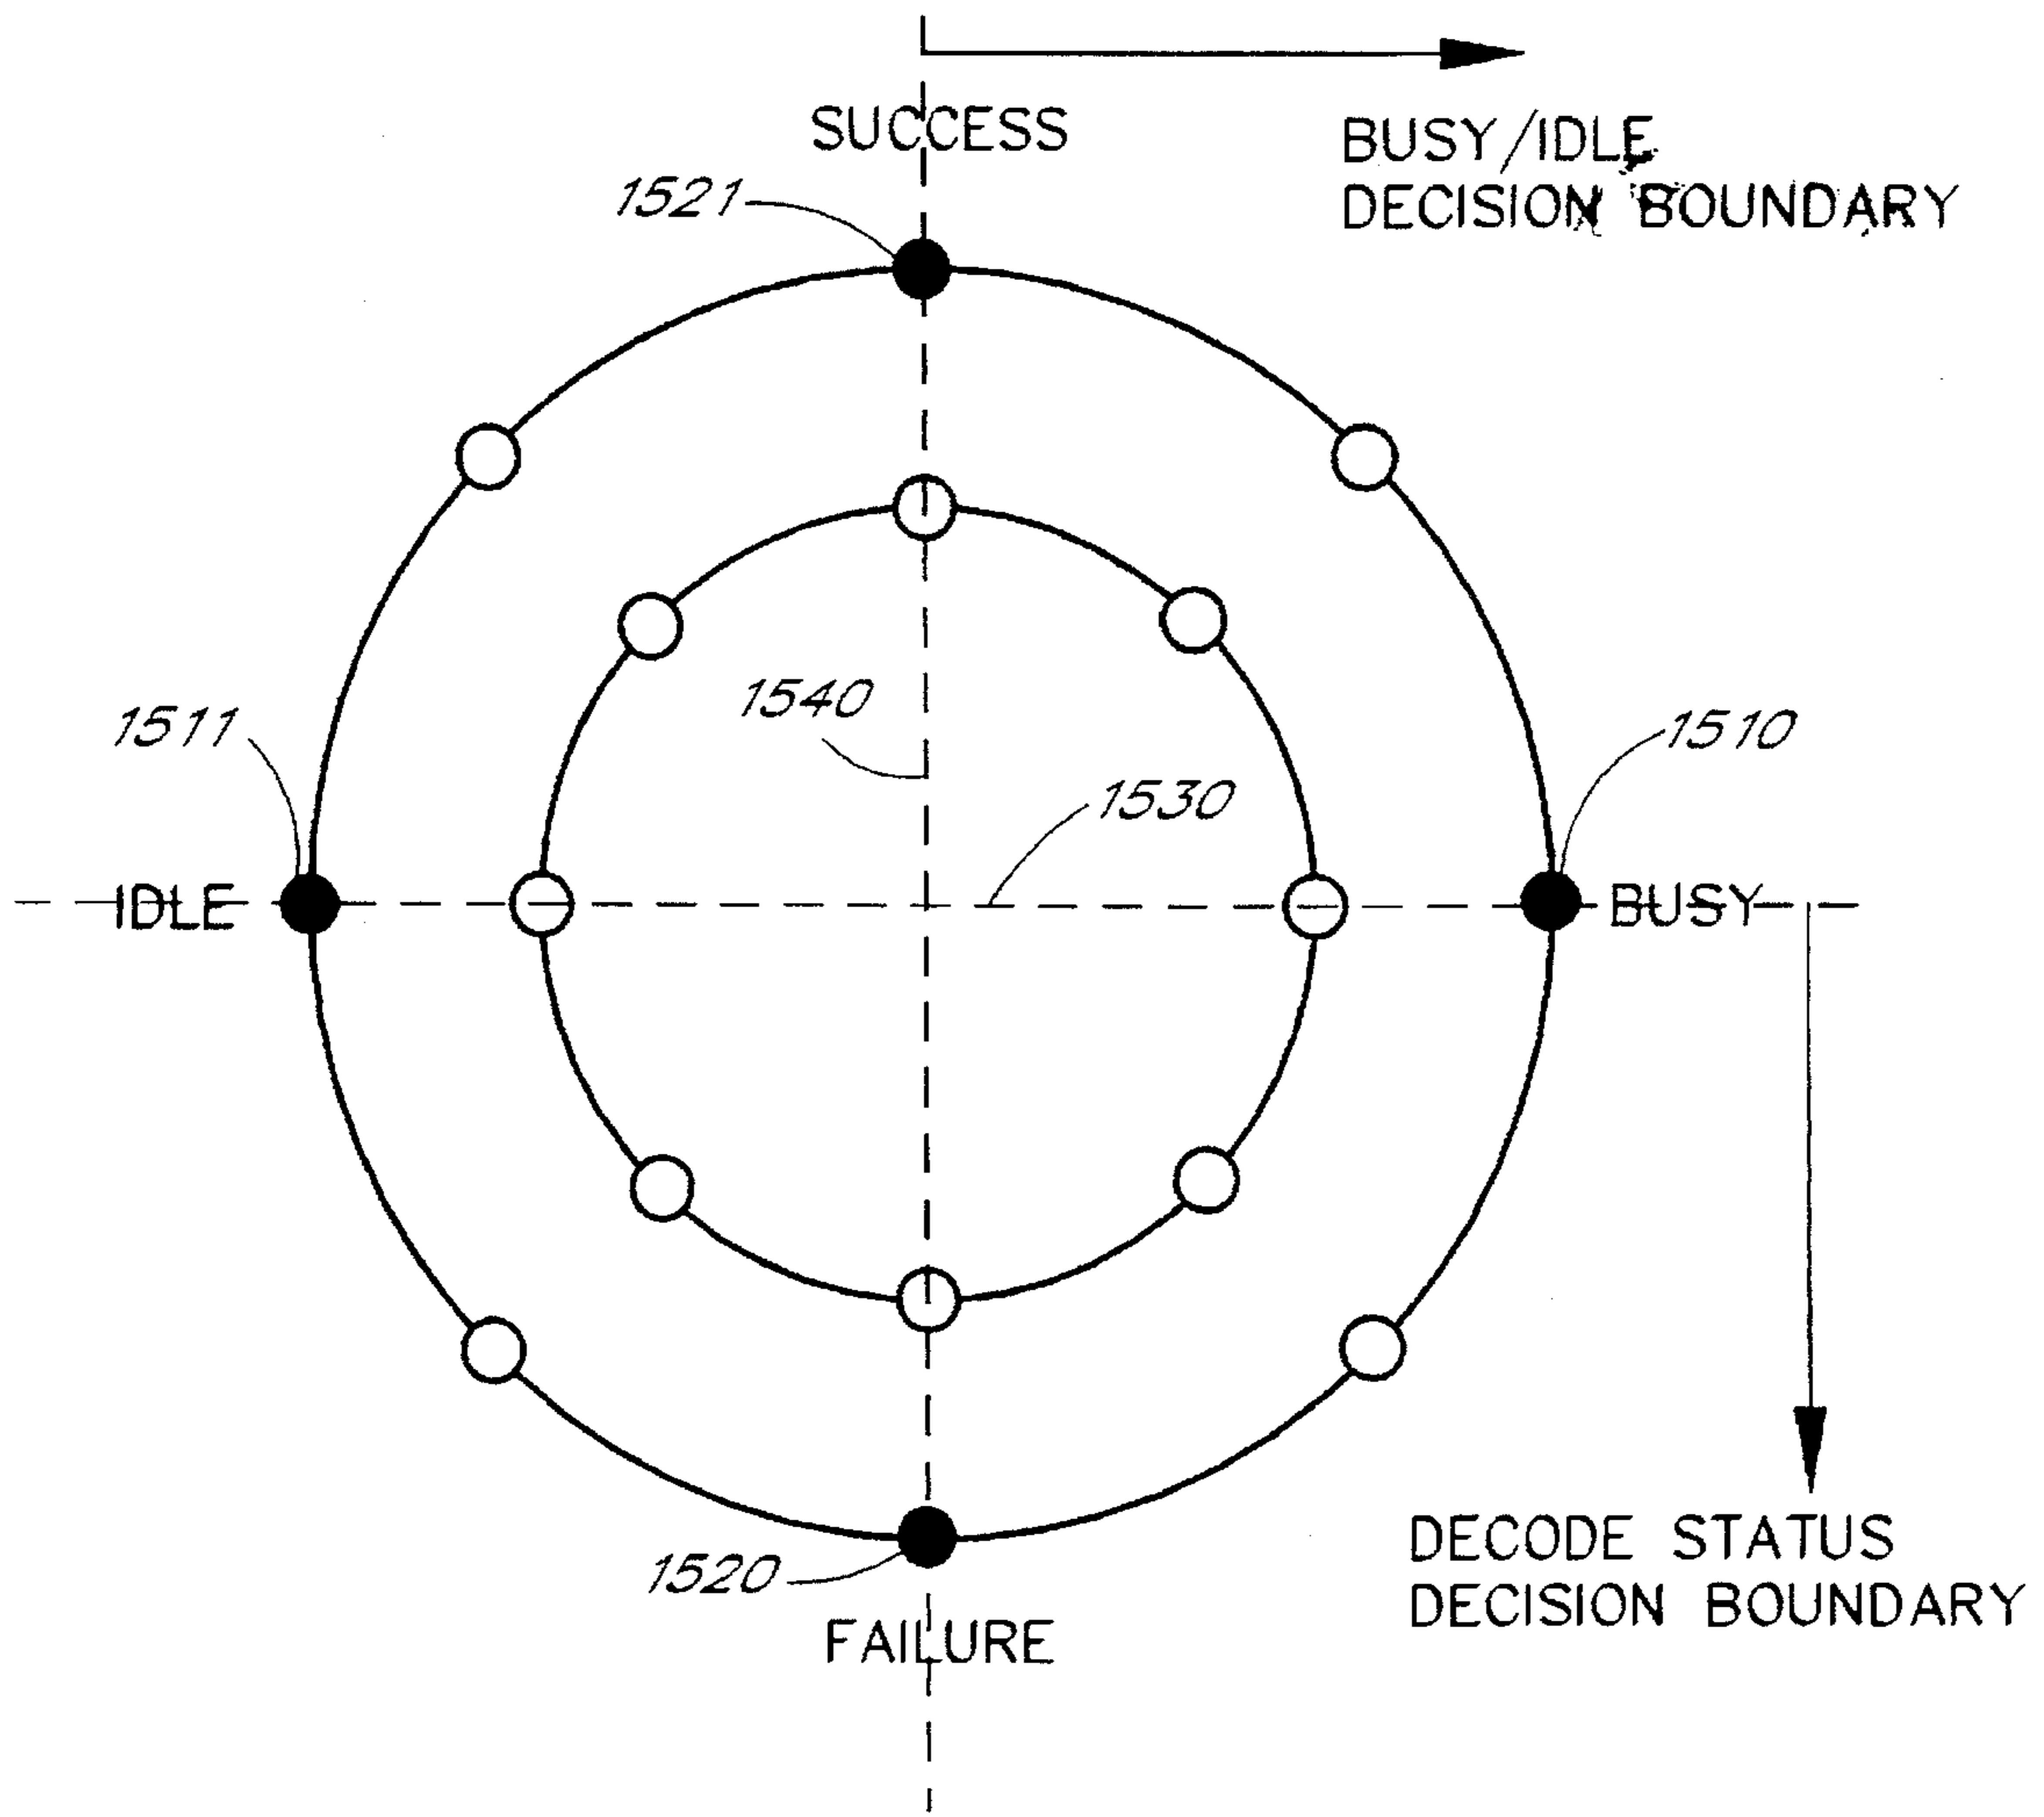 SUCCESS
BUSY/IDLE
DECISION BOUNDARY
1521
1540
1511
1510
1530
IDLE
BUSY
DECODE STATUS
DECISION BOUNDARY
1520
FAILURE